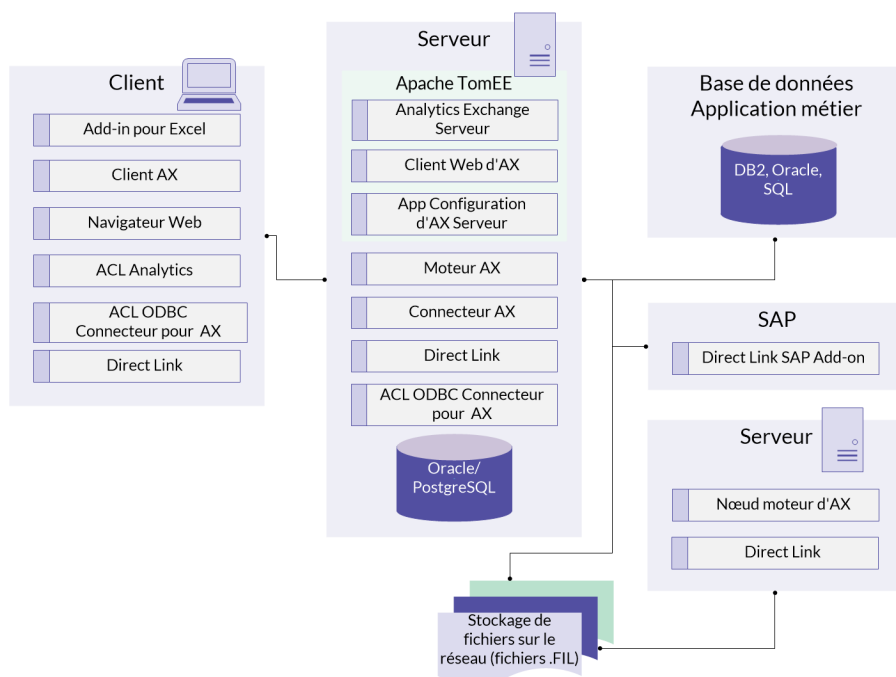 Client
Add-in pour Excel
Client AX
Navigateur Web
ACL Analytics
ACL ODBC
Connecteur pour AX
Direct Link
Serveur
Apache TomEE
Analytics Exchange
Serveur
Client Web d'AX
App Configuration
d'AX Serveur
Moteur AX
Connecteur AX
Direct Link
ACL ODBC Connecteur
pour AX
Oracle/
PostgreSQL
Base de données
Application métier
DB2, Oracle,
SQL
SAP
Direct Link SAP Add-on
Serveur
Nœud moteur d'AX
Direct Link
Stockage de
fichiers sur le
réseau (fichiers .FIL)